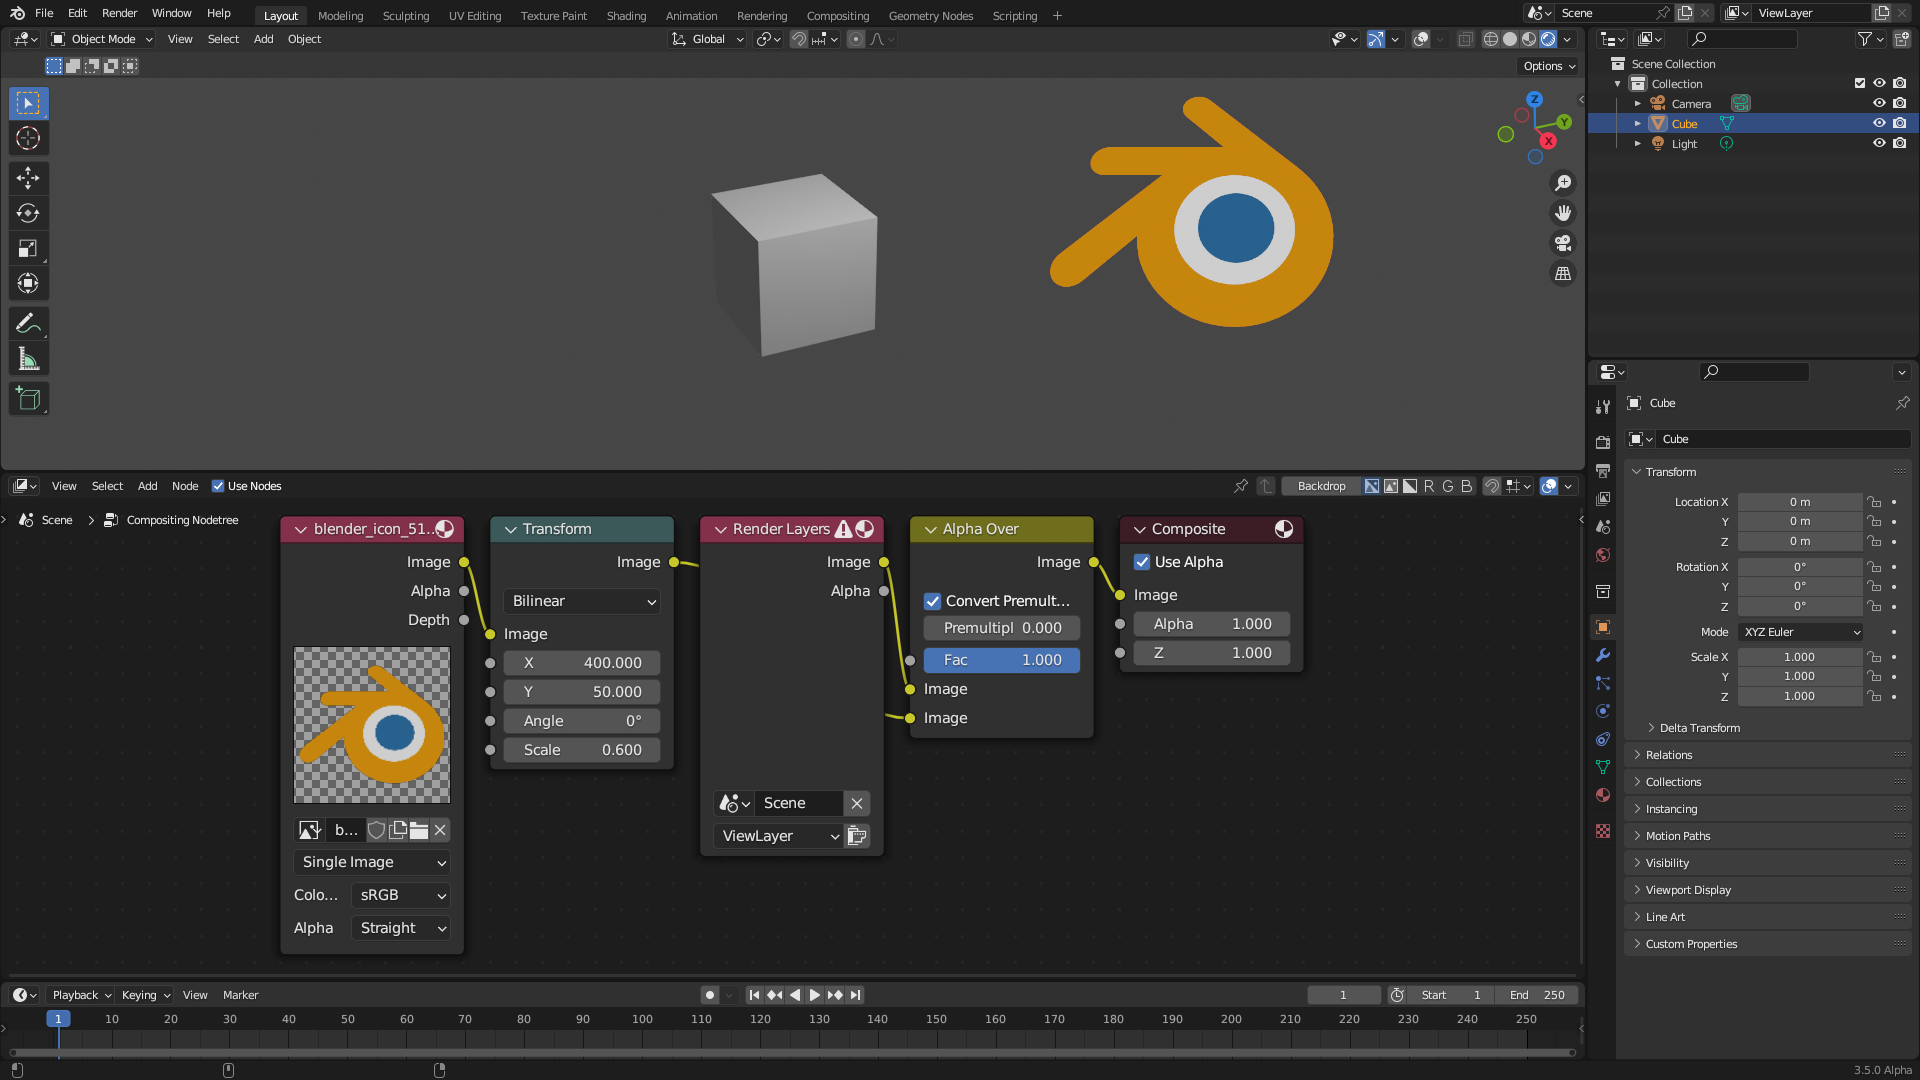 File Edit Render Window Help Layout Modeling Sculpting UV Editing Texture Paint Shading Animation Rendering Compositing Geometry Nodes Scripting + Scene ViewLayer
Object Mode View Select Add Object Global
Options
Z
Y
X
Scene Collection
Collection
Camera
Cube
Light
Cube
Cube
Transform
Location X 0 m
Y 0 m
Z 0 m
Rotation X 0°
Y 0°
Z 0°
Mode XYZ Euler
Scale X 1.000
Y 1.000
Z 1.000
Delta Transform
Relations
Collections
Instancing
Motion Paths
Visibility
Viewport Display
Line Art
Custom Properties
View Select Add Node Use Nodes Backdrop R G B
Scene > Compositing Nodetree
blender_icon_51...
Image
Alpha
Depth
b...
Single Image
Colo... sRGB
Alpha Straight
Transform
Image
Bilinear
Image
X 400.000
Y 50.000
Angle 0°
Scale 0.600
Render Layers
Image
Alpha
Scene
ViewLayer
Alpha Over
Image
Convert Premult...
Premultipl 0.000
Fac 1.000
Image
Image
Composite
Use Alpha
Image
Alpha 1.000
Z 1.000
Playback Keying View Marker 1 Start 1 End 250
1 10 20 30 40 50 60 70 80 90 100 110 120 130 140 150 160 170 180 190 200 210 220 230 240 250
3.5.0 Alpha